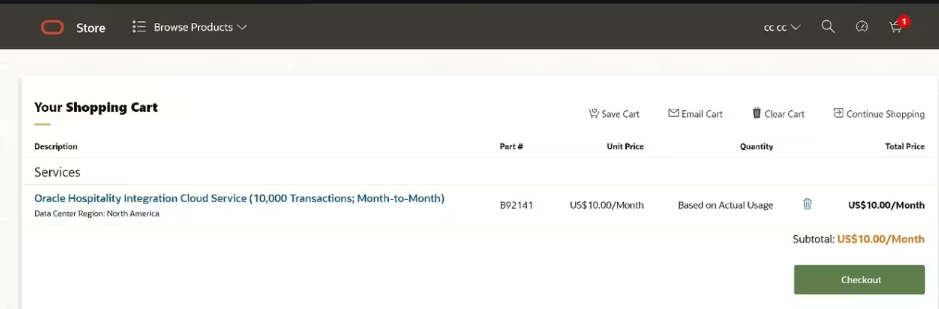 Store
Browse Products
cc cc
1
Your Shopping Cart
Save Cart
Email Cart
Clear Cart
Continue Shopping
Description Part # Unit Price Quantity Total Price
Services
Oracle Hospitality Integration Cloud Service (10,000 Transactions; Month-to-Month)
Data Center Region: North America
B92141 US$10.00/Month Based on Actual Usage US$10.00/Month
Subtotal: US$10.00/Month
Checkout